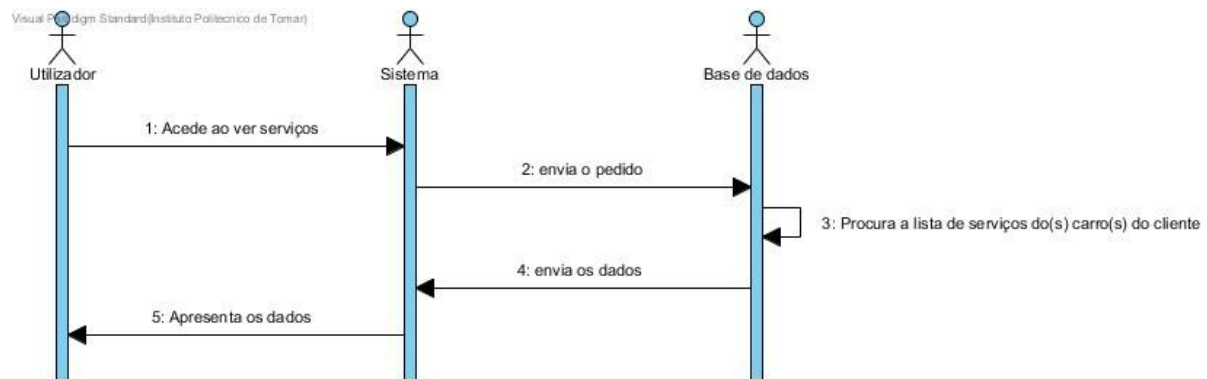 Visual Paradigm Standard(Instituto Politecnico de Tomar)
Utilizador
Sistema
Base de dados
1: Acede ao ver serviços
2: envia o pedido
3: Procura a lista de serviços do(s) carro(s) do cliente
4: envia os dados
5: Apresenta os dados